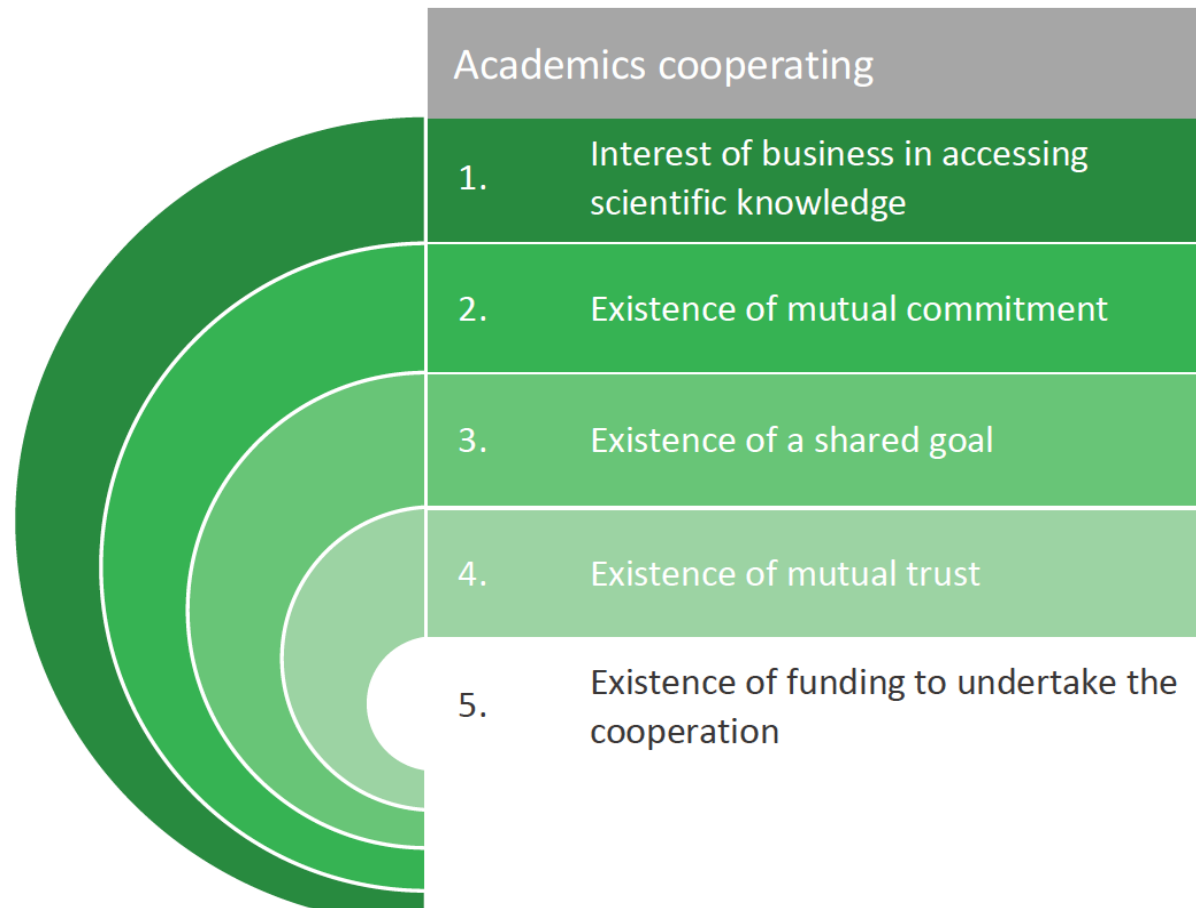 Academics cooperating
1. Interest of business in accessing
scientific knowledge
2. Existence of mutual commitment
3. Existence of a shared goal
4. Existence of mutual trust
5. Existence of funding to undertake the
cooperation